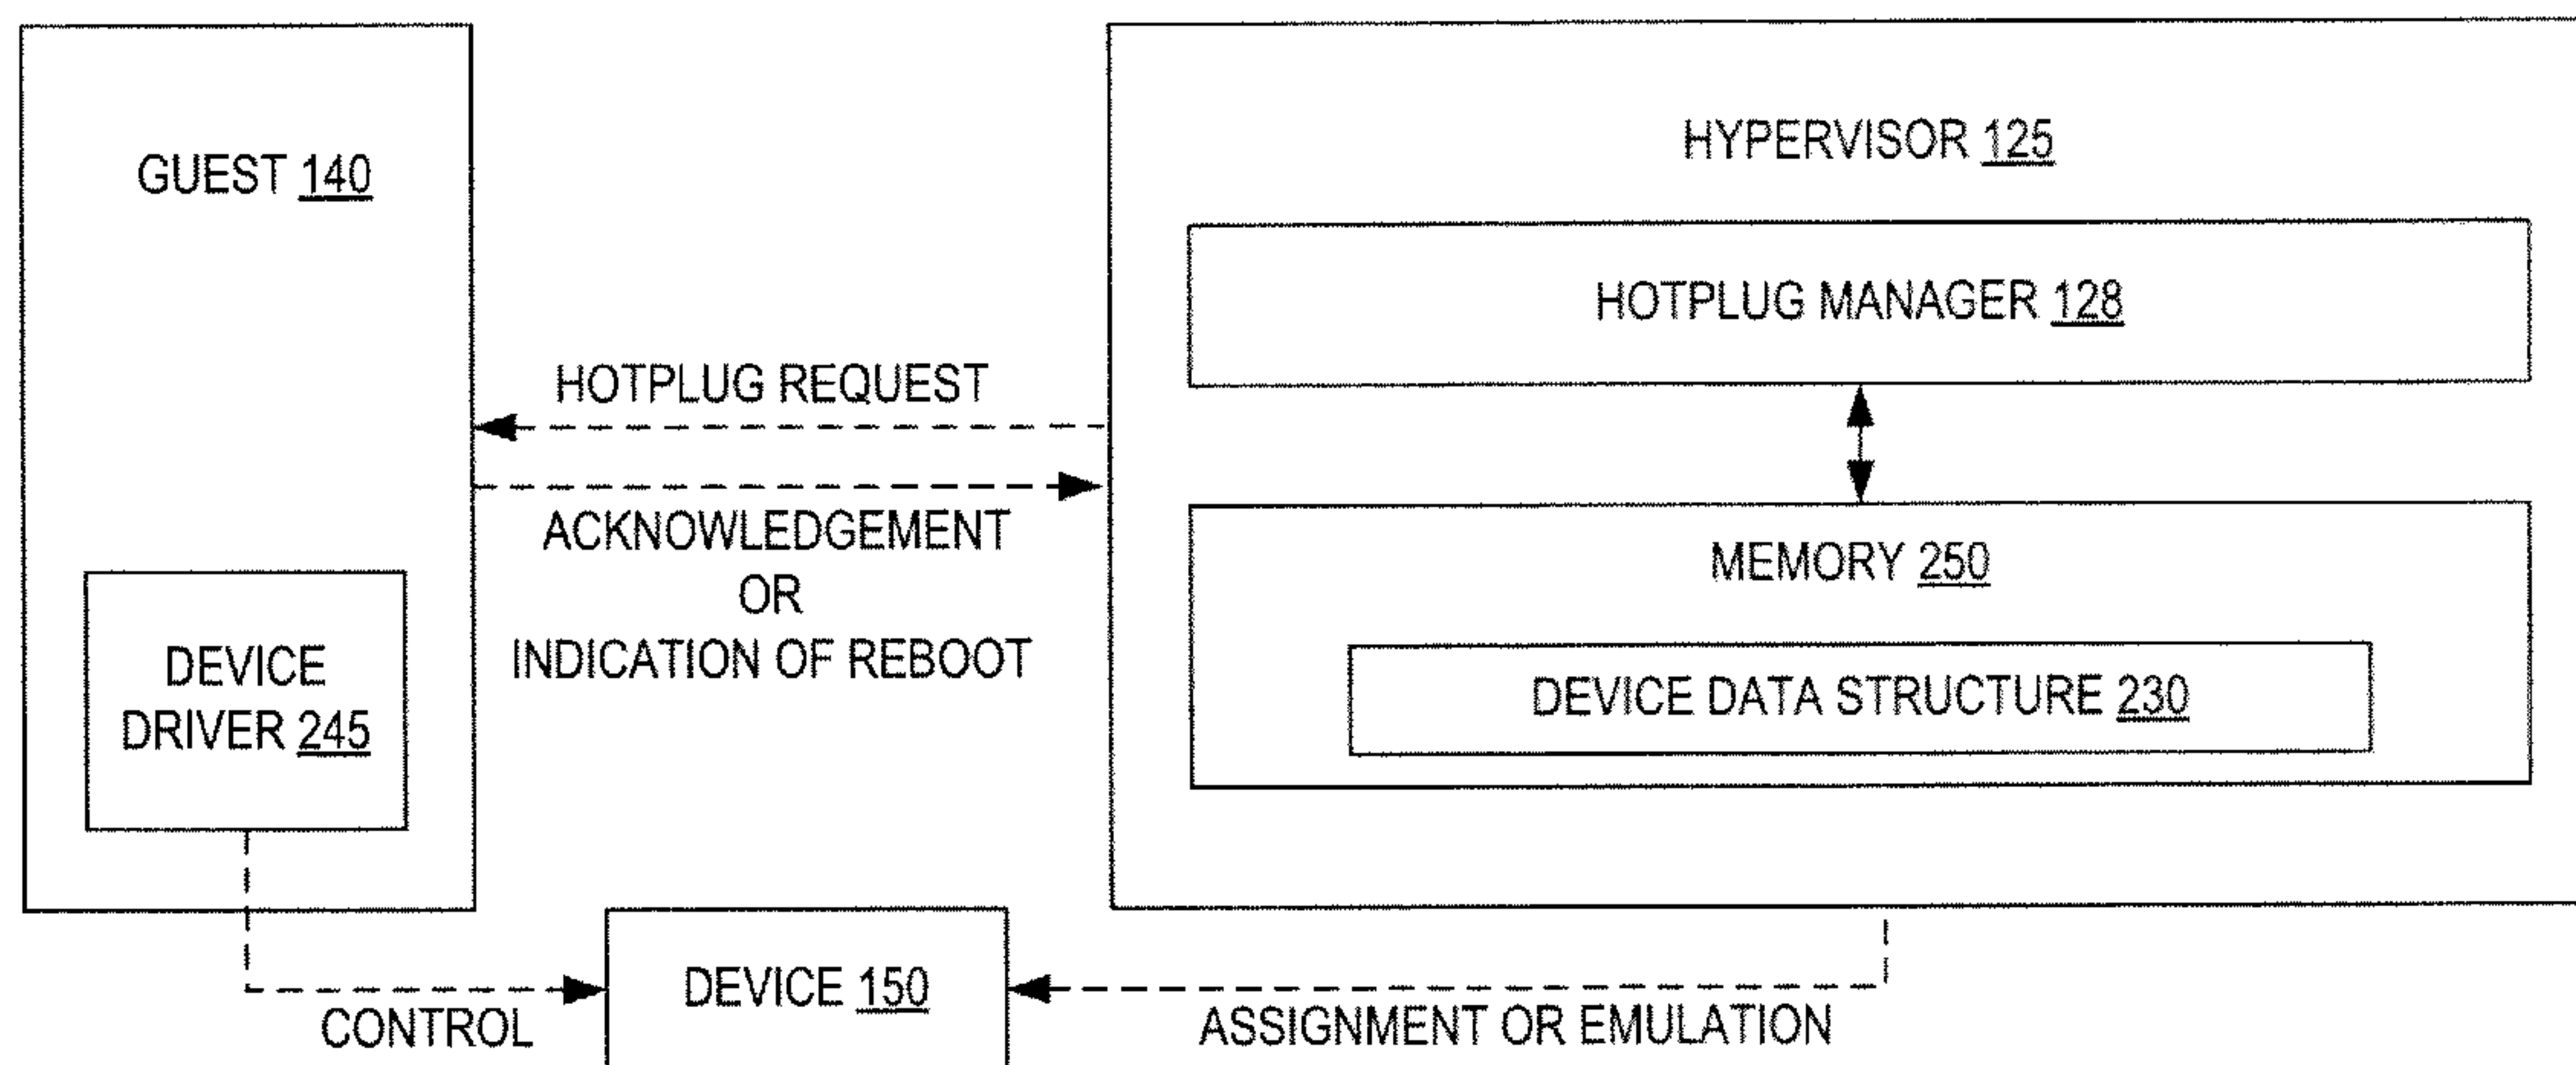 GUEST 140
HYPERVISOR 125
HOTPLUG MANAGER 128
HOTPLUG REQUEST
ACKNOWLEDGEMENT
OR
INDICATION OF REBOOT
MEMORY 250
DEVICE DATA STRUCTURE 230
DEVICE
DRIVER 245
CONTROL
DEVICE 150
ASSIGNMENT OR EMULATION